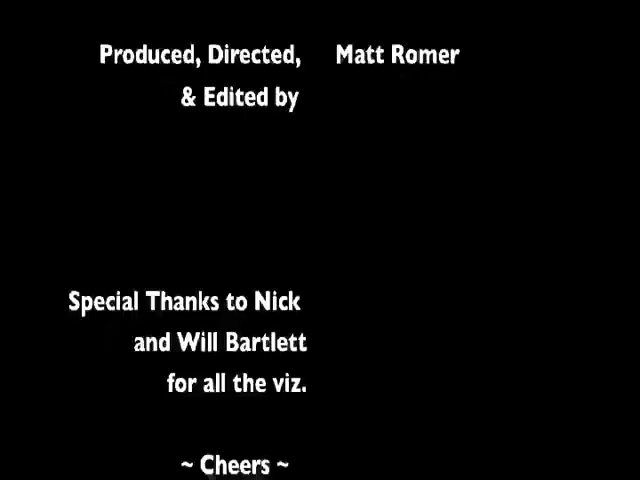 Produced, Directed, Matt Romer
& Edited by
Special Thanks to Nick
and Will Bartlett
for all the viz.
~ Cheers ~